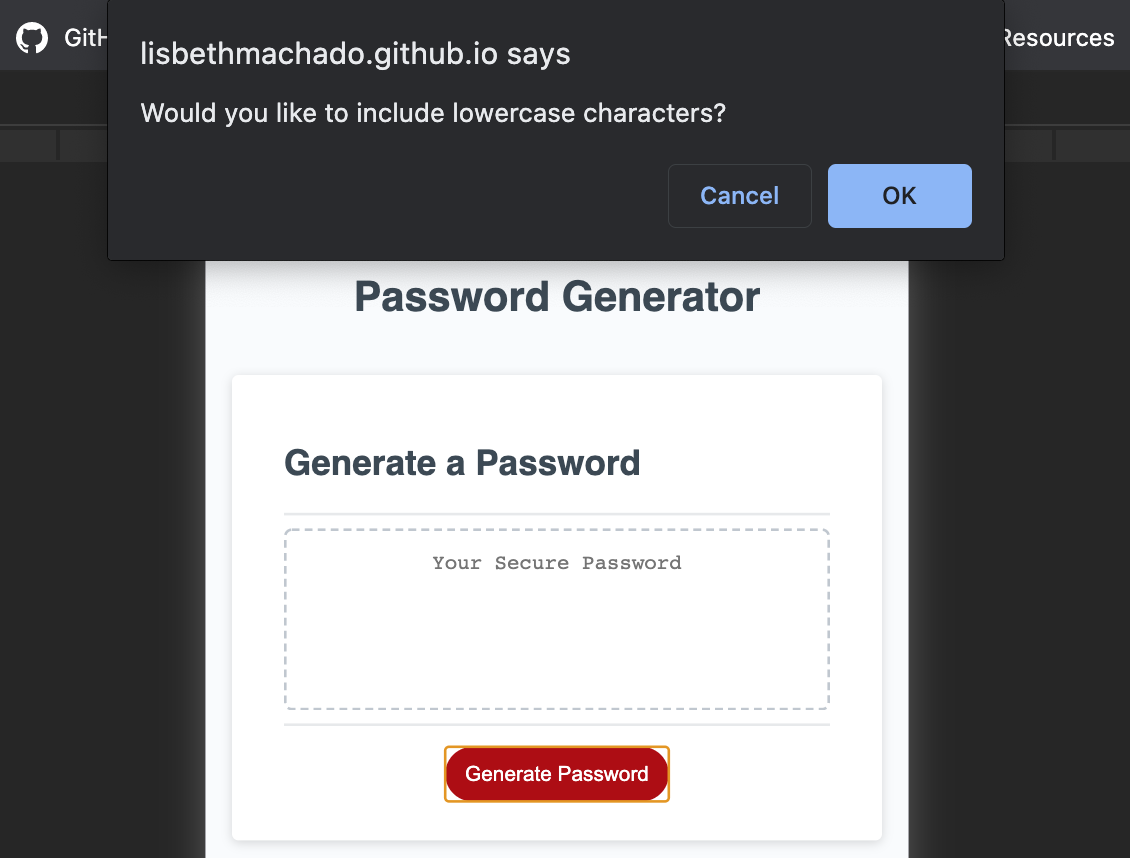 lisbethmachado.github.io says
Would you like to include lowercase characters?
Cancel
OK
Resources
Password Generator
Generate a Password
Your Secure Password
Generate Password